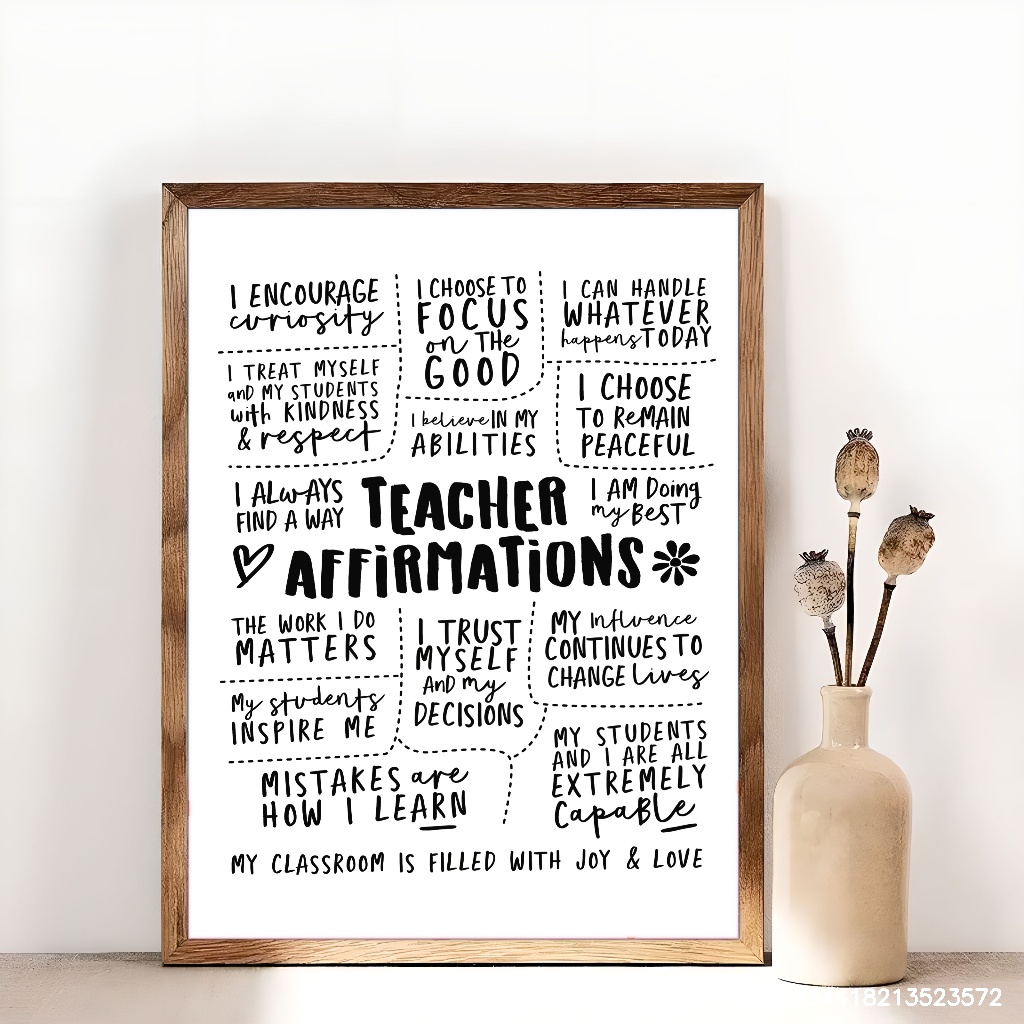 I ENCOURAGE
curiosity
I CHOOSE TO
FOCUS
on THe
GOOD
I CAN HANDLE
WHATEVER
happens TODAY
I TREAT MYSELF
anD MY STUDENTS
with KINDNESS
& respect
I believe IN MY
ABILITIES
I CHOOSE
TO ReMAIN
PEACEFUL
I ALwAYS
FIND A WAY
TEACHER
AFFiRMATiONS
I AM Doing
my BeST
THE WORK I DO
MATTERS
I TRUST
MYSELF
AnD my
DECISIONS
MY Influence
CONTINUES TO
CHANGE Lives
My students
INSPIRE ME
MISTAKES are
HOW I LEARN
MY STUDENTS
AND I ARE ALL
EXTREMELY
CapaBLe
MY CLASSROOM IS FILLED WITH JOY & LOVE
18213523572